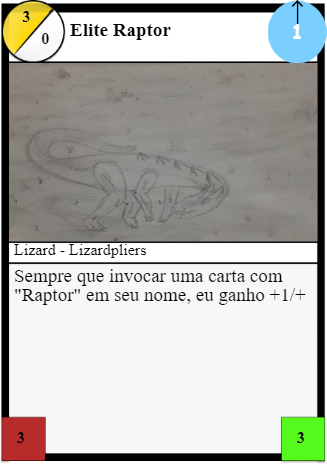 3
0
Elite Raptor
1
Lizard - Lizardpliers
Sempre que invocar uma carta com
"Raptor" em seu nome, eu ganho +1/+
3
3